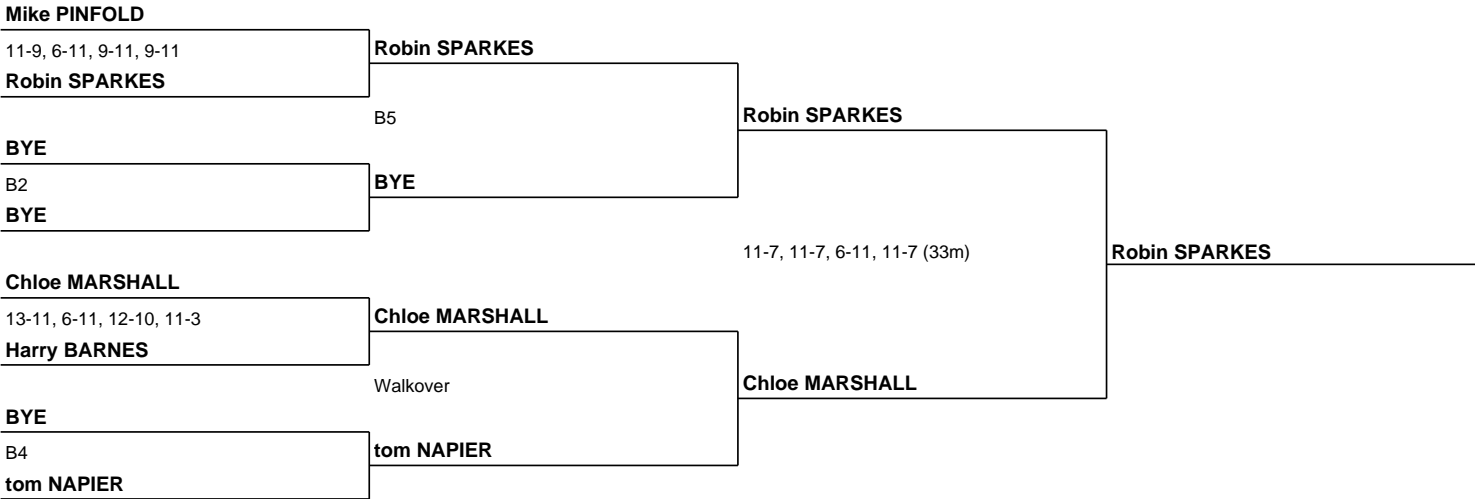 Mike PINFOLD
11-9, 6-11, 9-11, 9-11
Robin SPARKES
Robin SPARKES
B5
Robin SPARKES
BYE
B2
BYE
BYE
11-7, 11-7, 6-11, 11-7 (33m)
Robin SPARKES
Chloe MARSHALL
13-11, 6-11, 12-10, 11-3
Chloe MARSHALL
Harry BARNES
Walkover
Chloe MARSHALL
BYE
B4
tom NAPIER
tom NAPIER